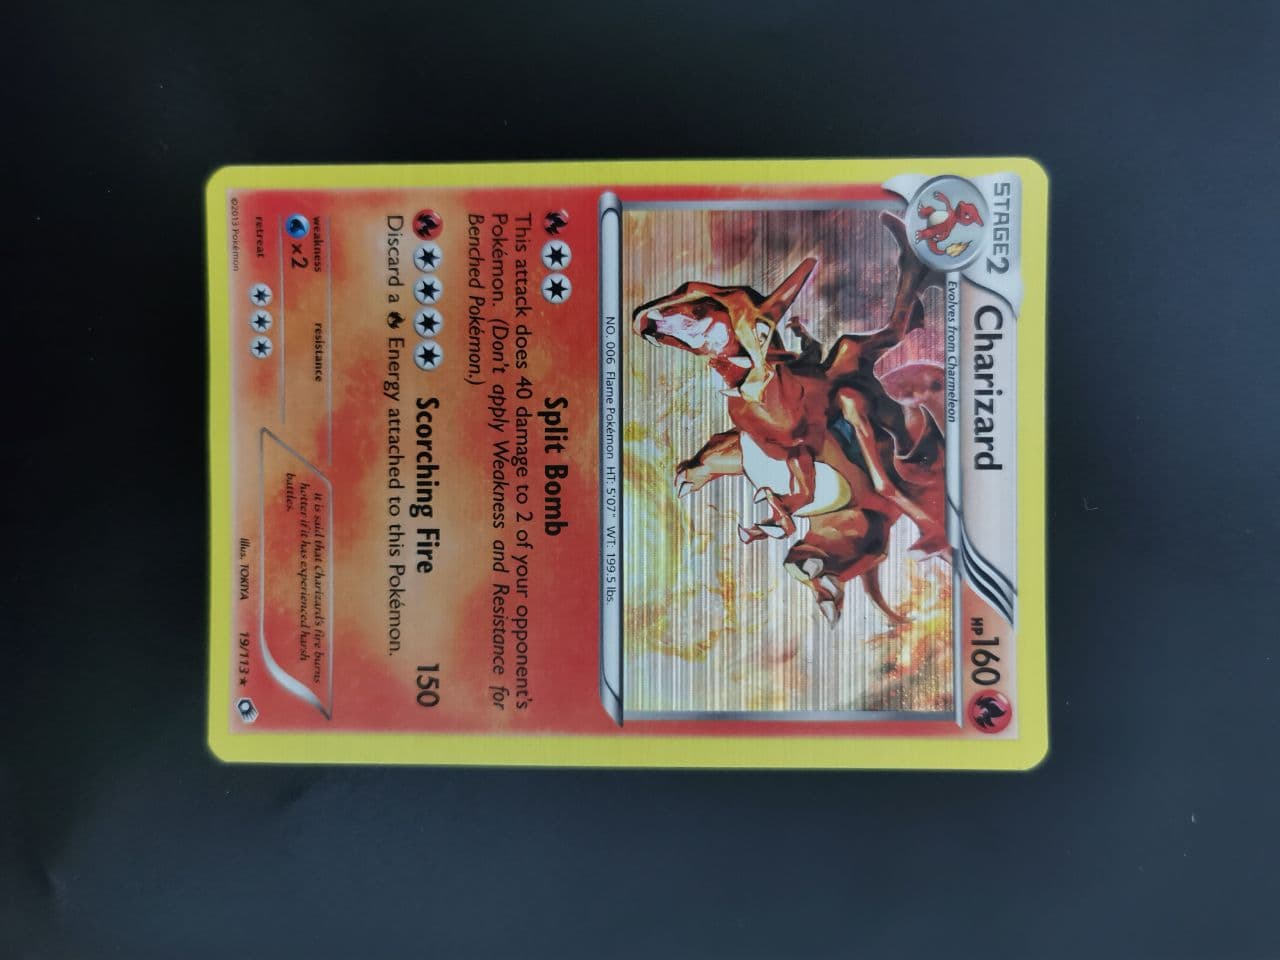 STAGE2
Charizard
HP160
Evolves from Charmeleon
NO. 006 Flame Pokémon HT: 5'07" WT: 199.5 lbs.
Split Bomb
This attack does 40 damage to 2 of your opponent's
Pokémon. (Don't apply Weakness and Resistance for
Benched Pokémon.)
Scorching Fire 150
Discard a Energy attached to this Pokémon.
weakness resistance
×2
It is said that Charizard's fire burns
hotter if it has experienced harsh
battles.
retreat
Illus. TOKIYA 19/113 ★
©2013 Pokémon